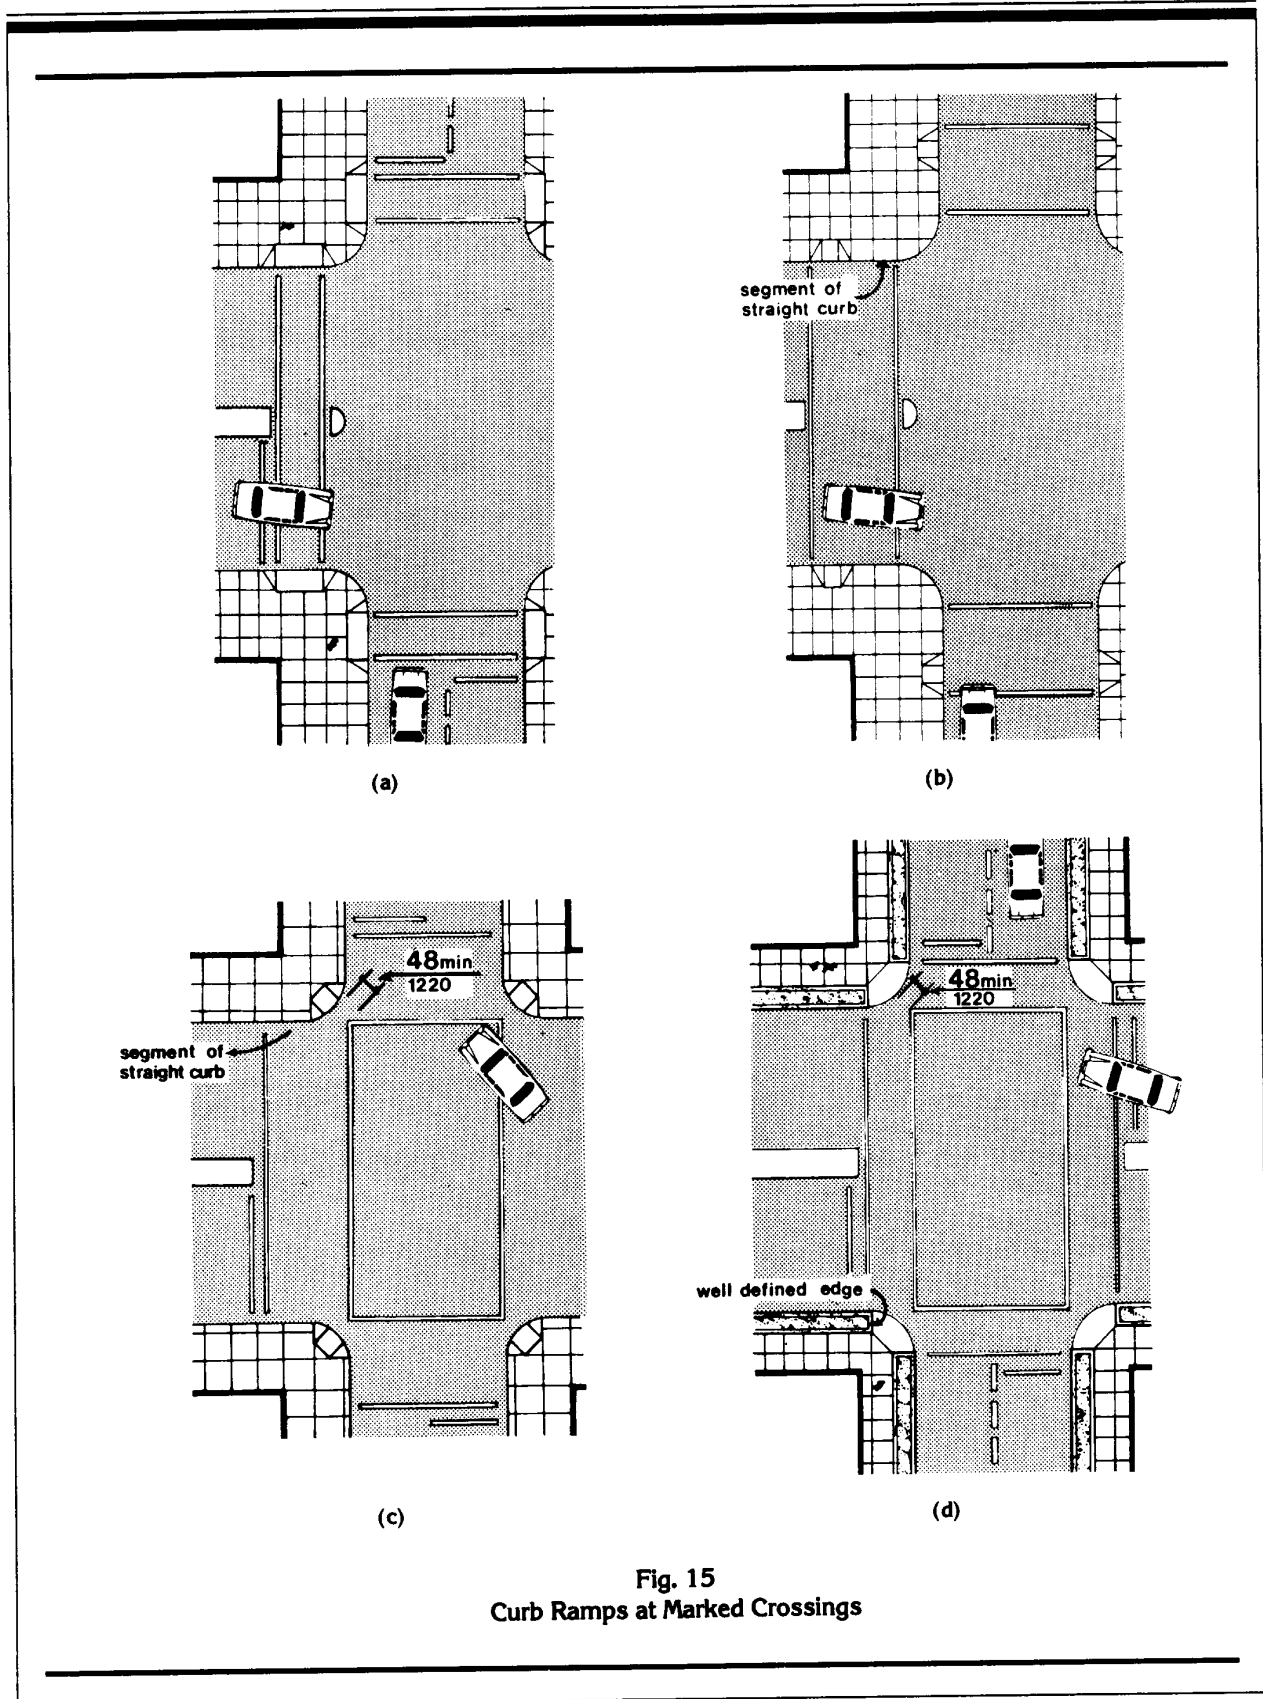 segment of
straight curb
(a)
(b)
48min
1220
segment of
straight curb
48min
1220
well defined edge
(c)
(d)
Fig. 15
Curb Ramps at Marked Crossings